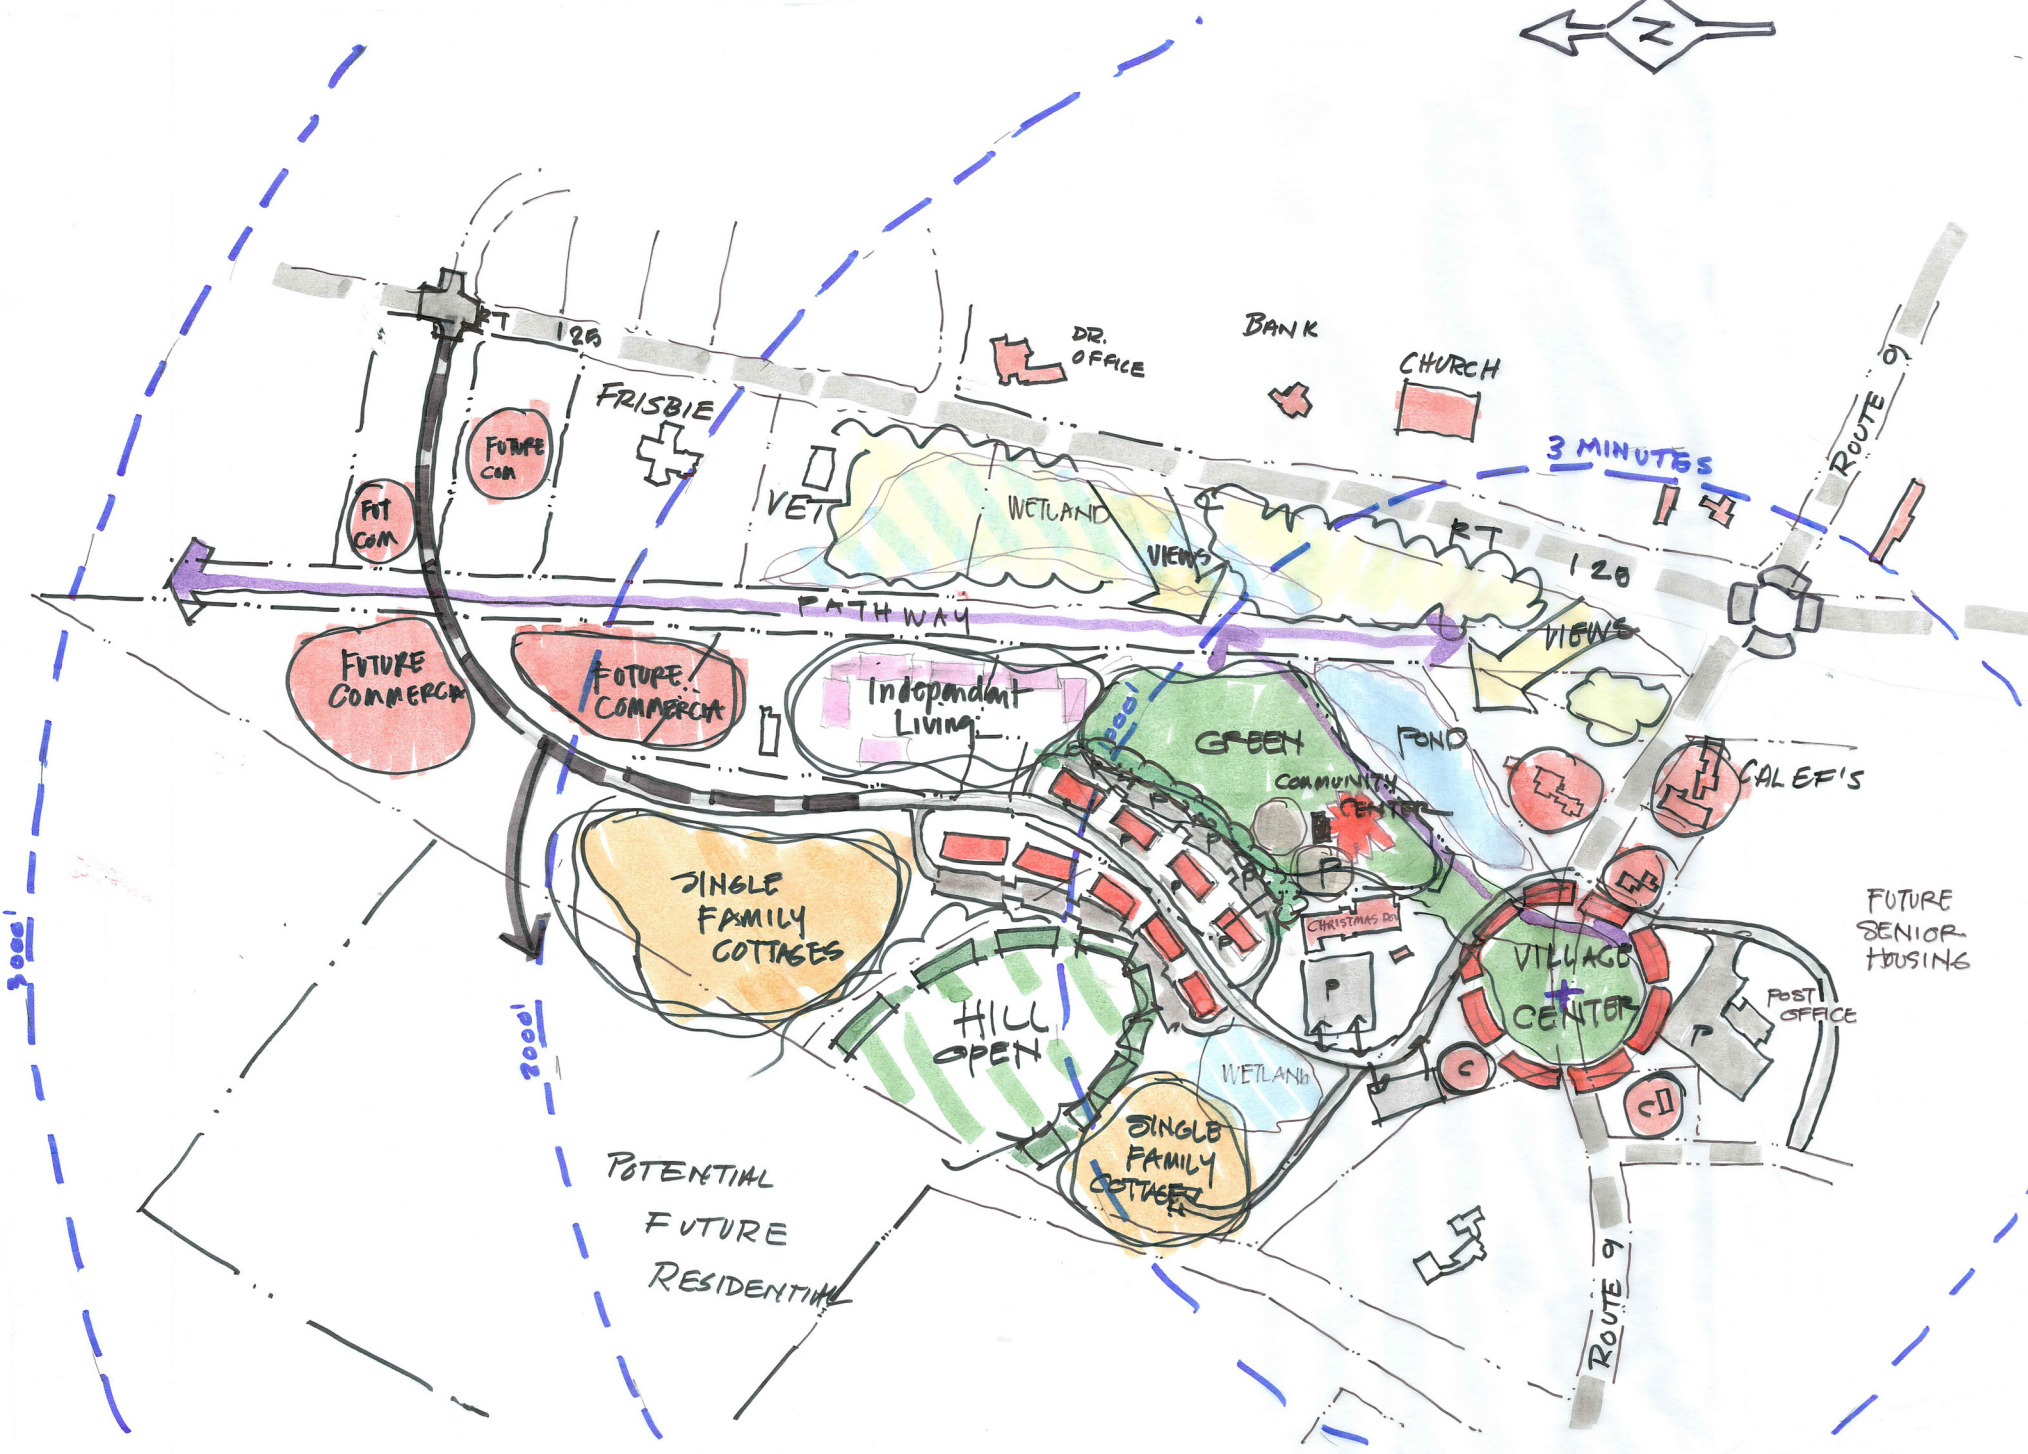 N
RT 125
FRISBIE
DR.
OFFICE
BANK
CHURCH
3 MINUTES
ROUTE 9
FUTURE
COM
FUT
COM
VET
WETLAND
VIEWS
RT 125
PATHWAY
VIEWS
FUTURE
COMMERCIA
FUTURE
COMMERCIA
Independant
Living
1000'
GREEN
POND
COMMUNITY
CENTER
CALEF'S
SINGLE
FAMILY
COTTAGES
P
P
P
P
P
P
P
CHRISTMAS DOV
P
VILLAGE
CENTER
FUTURE
SENIOR
HOUSING
POST
OFFICE
P
3000'
2000'
HILL
OPEN
WETLAND
C
C
SINGLE
FAMILY
COTTAGES
POTENTIAL
FUTURE
RESIDENTIAL
ROUTE 9